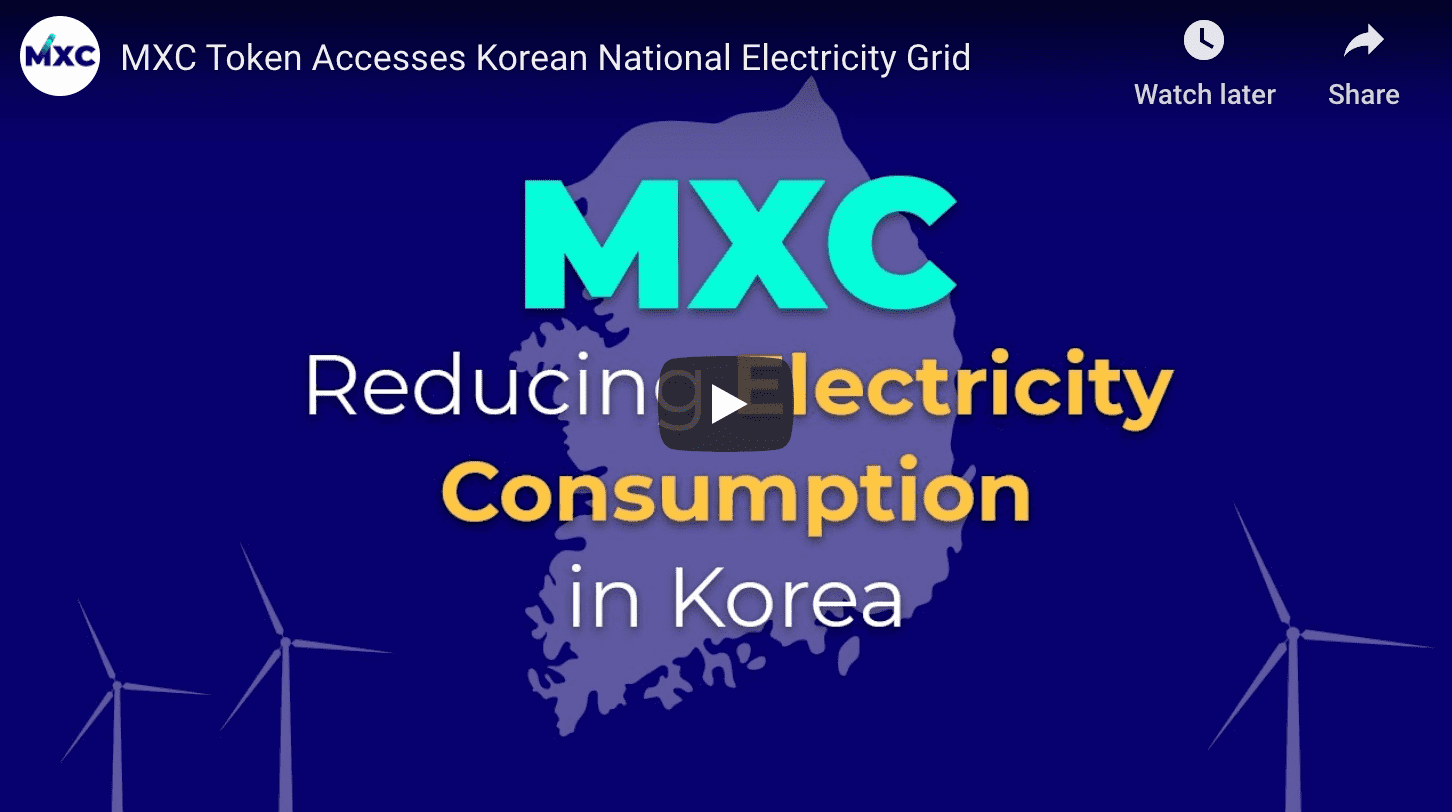 MXC
MXC Token Accesses Korean National Electricity Grid
Watch later
Share
MXC
Reducing Electricity
Consumption
in Korea